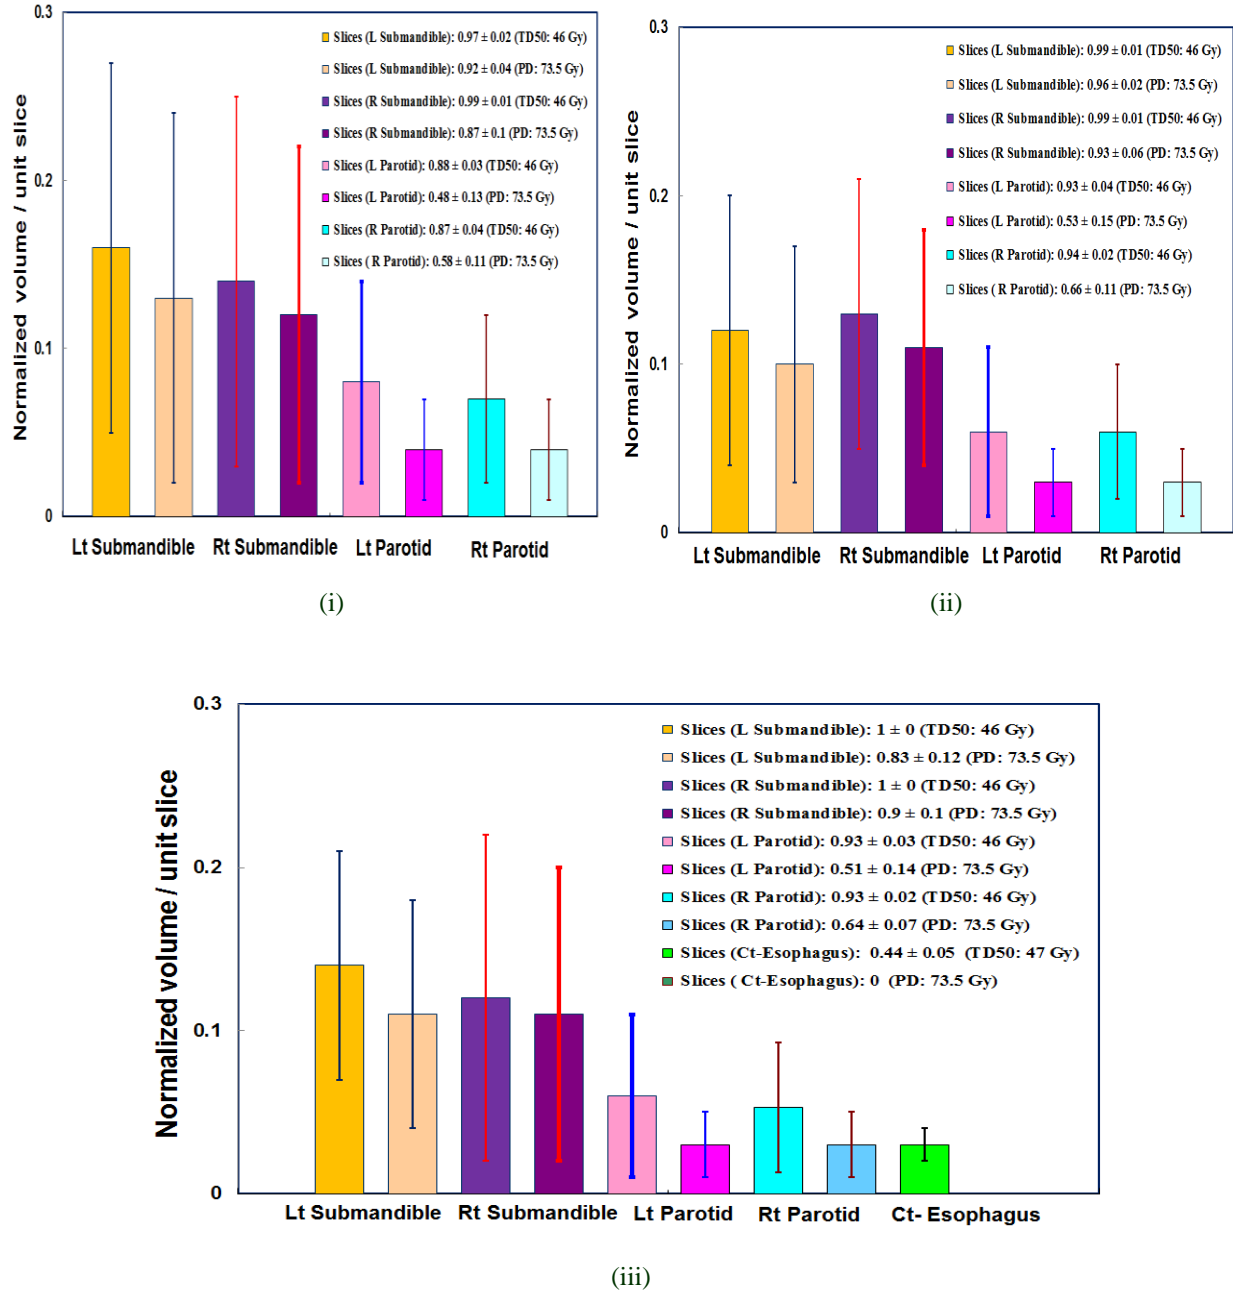 0.3
Slices (L Submandible): 0.97 ± 0.02 (TD50: 46 Gy)
Slices (L Submandible): 0.92 ± 0.04 (PD: 73.5 Gy)
Slices (R Submandible): 0.99 ± 0.01 (TD50: 46 Gy)
Slices (R Submandible): 0.87 ± 0.1 (PD: 73.5 Gy)
Slices (L Parotid): 0.88 ± 0.03 (TD50: 46 Gy)
Slices (L Parotid): 0.48 ± 0.13 (PD: 73.5 Gy)
Slices (R Parotid): 0.87 ± 0.04 (TD50: 46 Gy)
Slices ( R Parotid): 0.58 ± 0.11 (PD: 73.5 Gy)
0.2
0.1
0
Normalized volume / unit slice
Lt Submandible Rt Submandible Lt Parotid Rt Parotid
(i)
0.3
Slices (L Submandible): 0.99 ± 0.01 (TD50: 46 Gy)
Slices (L Submandible): 0.96 ± 0.02 (PD: 73.5 Gy)
Slices (R Submandible): 0.99 ± 0.01 (TD50: 46 Gy)
Slices (R Submandible): 0.93 ± 0.06 (PD: 73.5 Gy)
Slices (L Parotid): 0.93 ± 0.04 (TD50: 46 Gy)
Slices (L Parotid): 0.53 ± 0.15 (PD: 73.5 Gy)
Slices (R Parotid): 0.94 ± 0.02 (TD50: 46 Gy)
Slices ( R Parotid): 0.66 ± 0.11 (PD: 73.5 Gy)
0.2
0.1
0
Normalized volume / unit slice
Lt Submandible Rt Submandible Lt Parotid Rt Parotid
(ii)
0.3
Slices (L Submandible): 1 ± 0 (TD50: 46 Gy)
Slices (L Submandible): 0.83 ± 0.12 (PD: 73.5 Gy)
Slices (R Submandible): 1 ± 0 (TD50: 46 Gy)
Slices (R Submandible): 0.9 ± 0.1 (PD: 73.5 Gy)
Slices (L Parotid): 0.93 ± 0.03 (TD50: 46 Gy)
Slices (L Parotid): 0.51 ± 0.14 (PD: 73.5 Gy)
Slices (R Parotid): 0.93 ± 0.02 (TD50: 46 Gy)
Slices (R Parotid): 0.64 ± 0.07 (PD: 73.5 Gy)
Slices (Ct-Esophagus): 0.44 ± 0.05 (TD50: 47 Gy)
Slices ( Ct-Esophagus): 0 (PD: 73.5 Gy)
0.2
0.1
0
Normalized volume / unit slice
Lt Submandible Rt Submandible Lt Parotid Rt Parotid Ct- Esophagus
(iii)